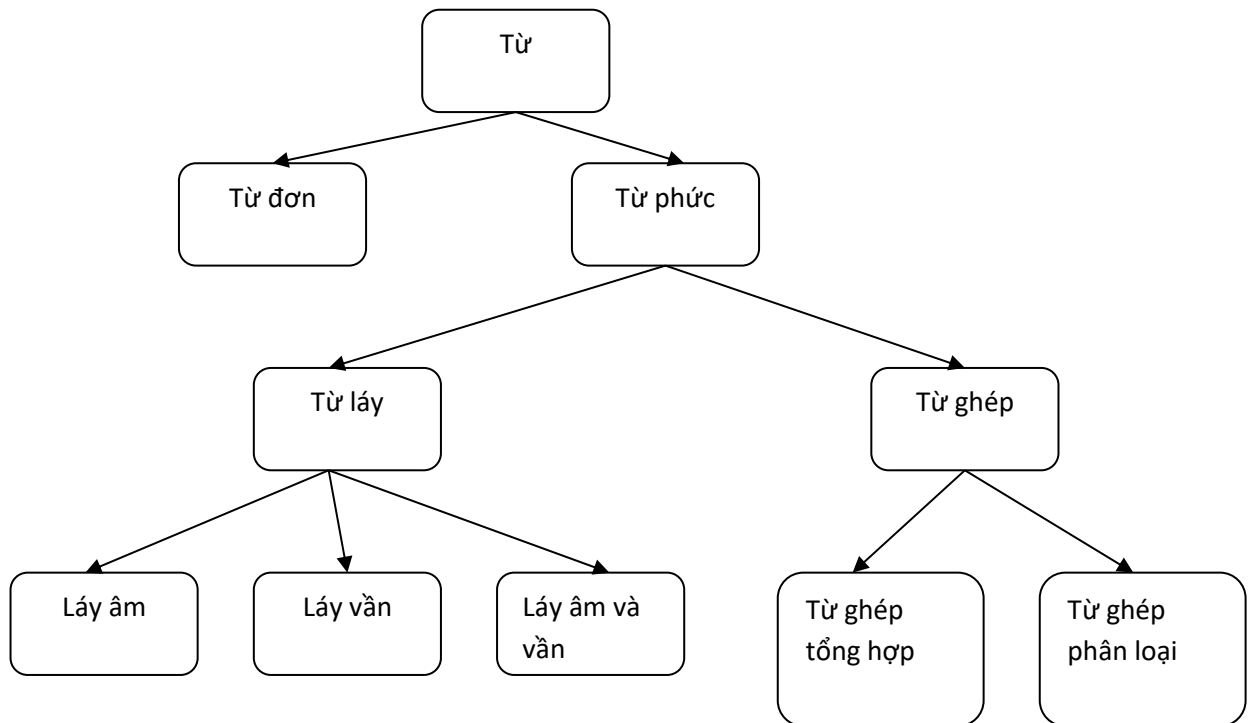 Từ
Từ đơn
Từ phức
Từ láy
Từ ghép
Láy âm
Láy vần
Láy âm và
vần
Từ ghép
tổng hợp
Từ ghép
phân loại